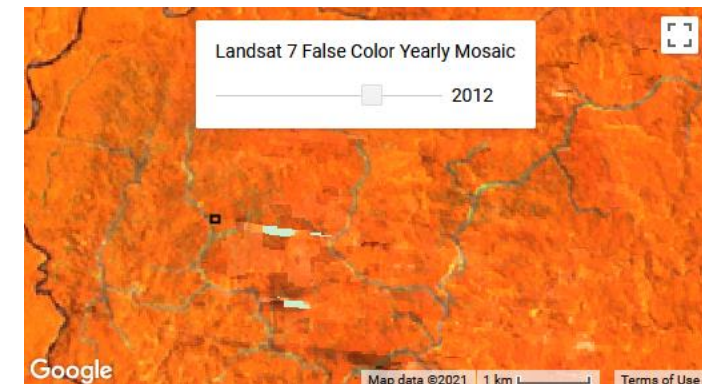 Landsat 7 False Color Yearly Mosaic
2012
Google
Map data ©2021
1 km
Terms of Use